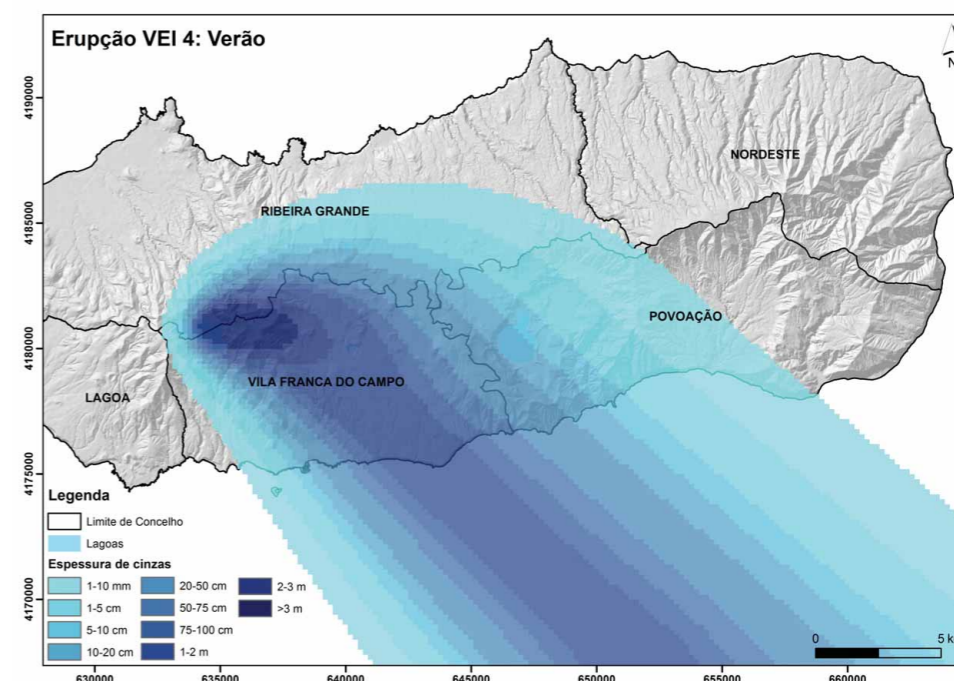 Erupção VEI 4: Verão
N
NORDESTE
RIBEIRA GRANDE
POVOAÇÃO
VILA FRANCA DO CAMPO
LAGOA
4190000
4185000
4180000
4175000
4170000
Legenda
Limite de Concelho
Lagoas
Espessura de cinzas
1-10 mm
20-50 cm
2-3 m
1-5 cm
50-75 cm
>3 m
5-10 cm
75-100 cm
10-20 cm
1-2 m
0
5 k
630000
635000
640000
645000
650000
655000
660000